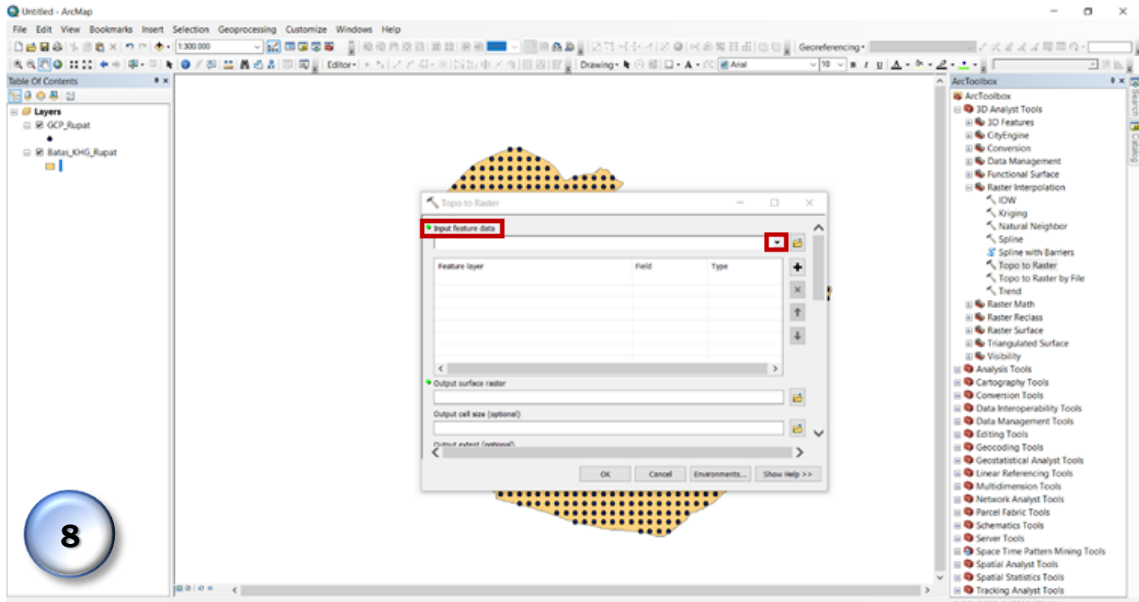 Untitled - ArcMap
File Edit View Bookmarks Insert Selection Geoprocessing Customize Windows Help
1:300.000
Georeferencing
Editor
Drawing
Arial
10
B I U A
Table Of Contents
Layers
GCP_Rupat
Batas_KHG_Rupat
Topo to Raster
Input feature data
Feature layer Field Type
Output surface raster
Output cell size (optional)
Output extent (optional)
OK Cancel Environments... Show Help >>
8
ArcToolbox
ArcToolbox
3D Analyst Tools
3D Features
CityEngine
Conversion
Data Management
Functional Surface
Raster Interpolation
IDW
Kriging
Natural Neighbor
Spline
Spline with Barriers
Topo to Raster
Topo to Raster by File
Trend
Raster Math
Raster Reclass
Raster Surface
Triangulated Surface
Visibility
Analysis Tools
Cartography Tools
Conversion Tools
Data Interoperability Tools
Data Management Tools
Editing Tools
Geocoding Tools
Geostatistical Analyst Tools
Linear Referencing Tools
Multidimension Tools
Network Analyst Tools
Parcel Fabric Tools
Schematics Tools
Server Tools
Space Time Pattern Mining Tools
Spatial Analyst Tools
Spatial Statistics Tools
Tracking Analyst Tools
Search
Catalog